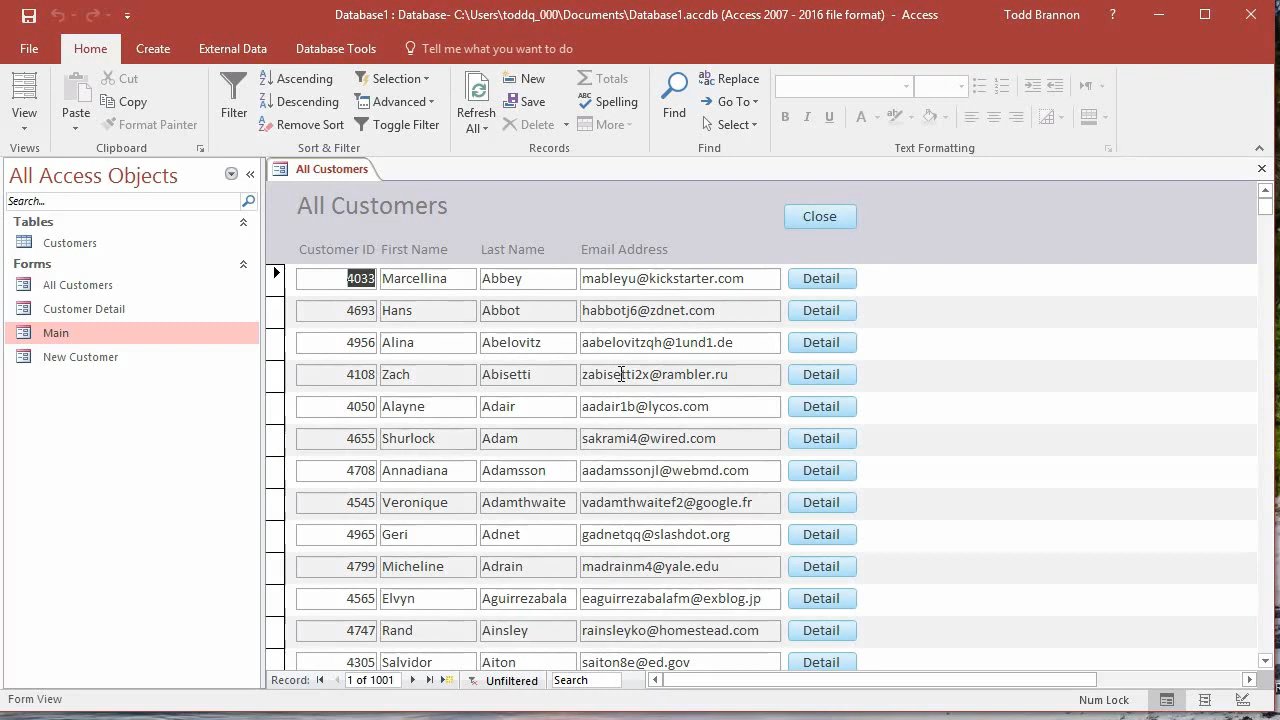 Database1 : Database- C:\Users\toddq_000\Documents\Database1.accdb (Access 2007 - 2016 file format) - Access
Todd Brannon
?
File Home Create External Data Database Tools Tell me what you want to do
View
Views
Paste
Cut
Copy
Format Painter
Clipboard
Filter
Ascending
Descending
Remove Sort
Selection
Advanced
Toggle Filter
Sort & Filter
Refresh
All
New
Save
Delete
Totals
Spelling
More
Records
Find
Replace
Go To
Select
Find
B I U A
Text Formatting
All Access Objects
Search...
Tables
Customers
Forms
All Customers
Customer Detail
Main
New Customer
All Customers
All Customers
Close
Customer ID First Name Last Name Email Address
4033 Marcellina Abbey mableyu@kickstarter.com Detail
4693 Hans Abbot habbotj6@zdnet.com Detail
4956 Alina Abelovitz aabelovitzqh@1und1.de Detail
4108 Zach Abisetti zabisetti2x@rambler.ru Detail
4050 Alayne Adair aadair1b@lycos.com Detail
4655 Shurlock Adam sakrami4@wired.com Detail
4708 Annadiana Adamsson aadamssonjl@webmd.com Detail
4545 Veronique Adamthwaite vadamthwaitef2@google.fr Detail
4965 Geri Adnet gadnetqq@slashdot.org Detail
4799 Micheline Adrain madrainm4@yale.edu Detail
4565 Elvyn Aguirrezabala eaguirrezabalafm@exblog.jp Detail
4747 Rand Ainsley rainsleyko@homestead.com Detail
4305 Salvidor Aiton saiton8e@ed.gov Detail
Record: 1 of 1001 Unfiltered Search
Form View
Num Lock